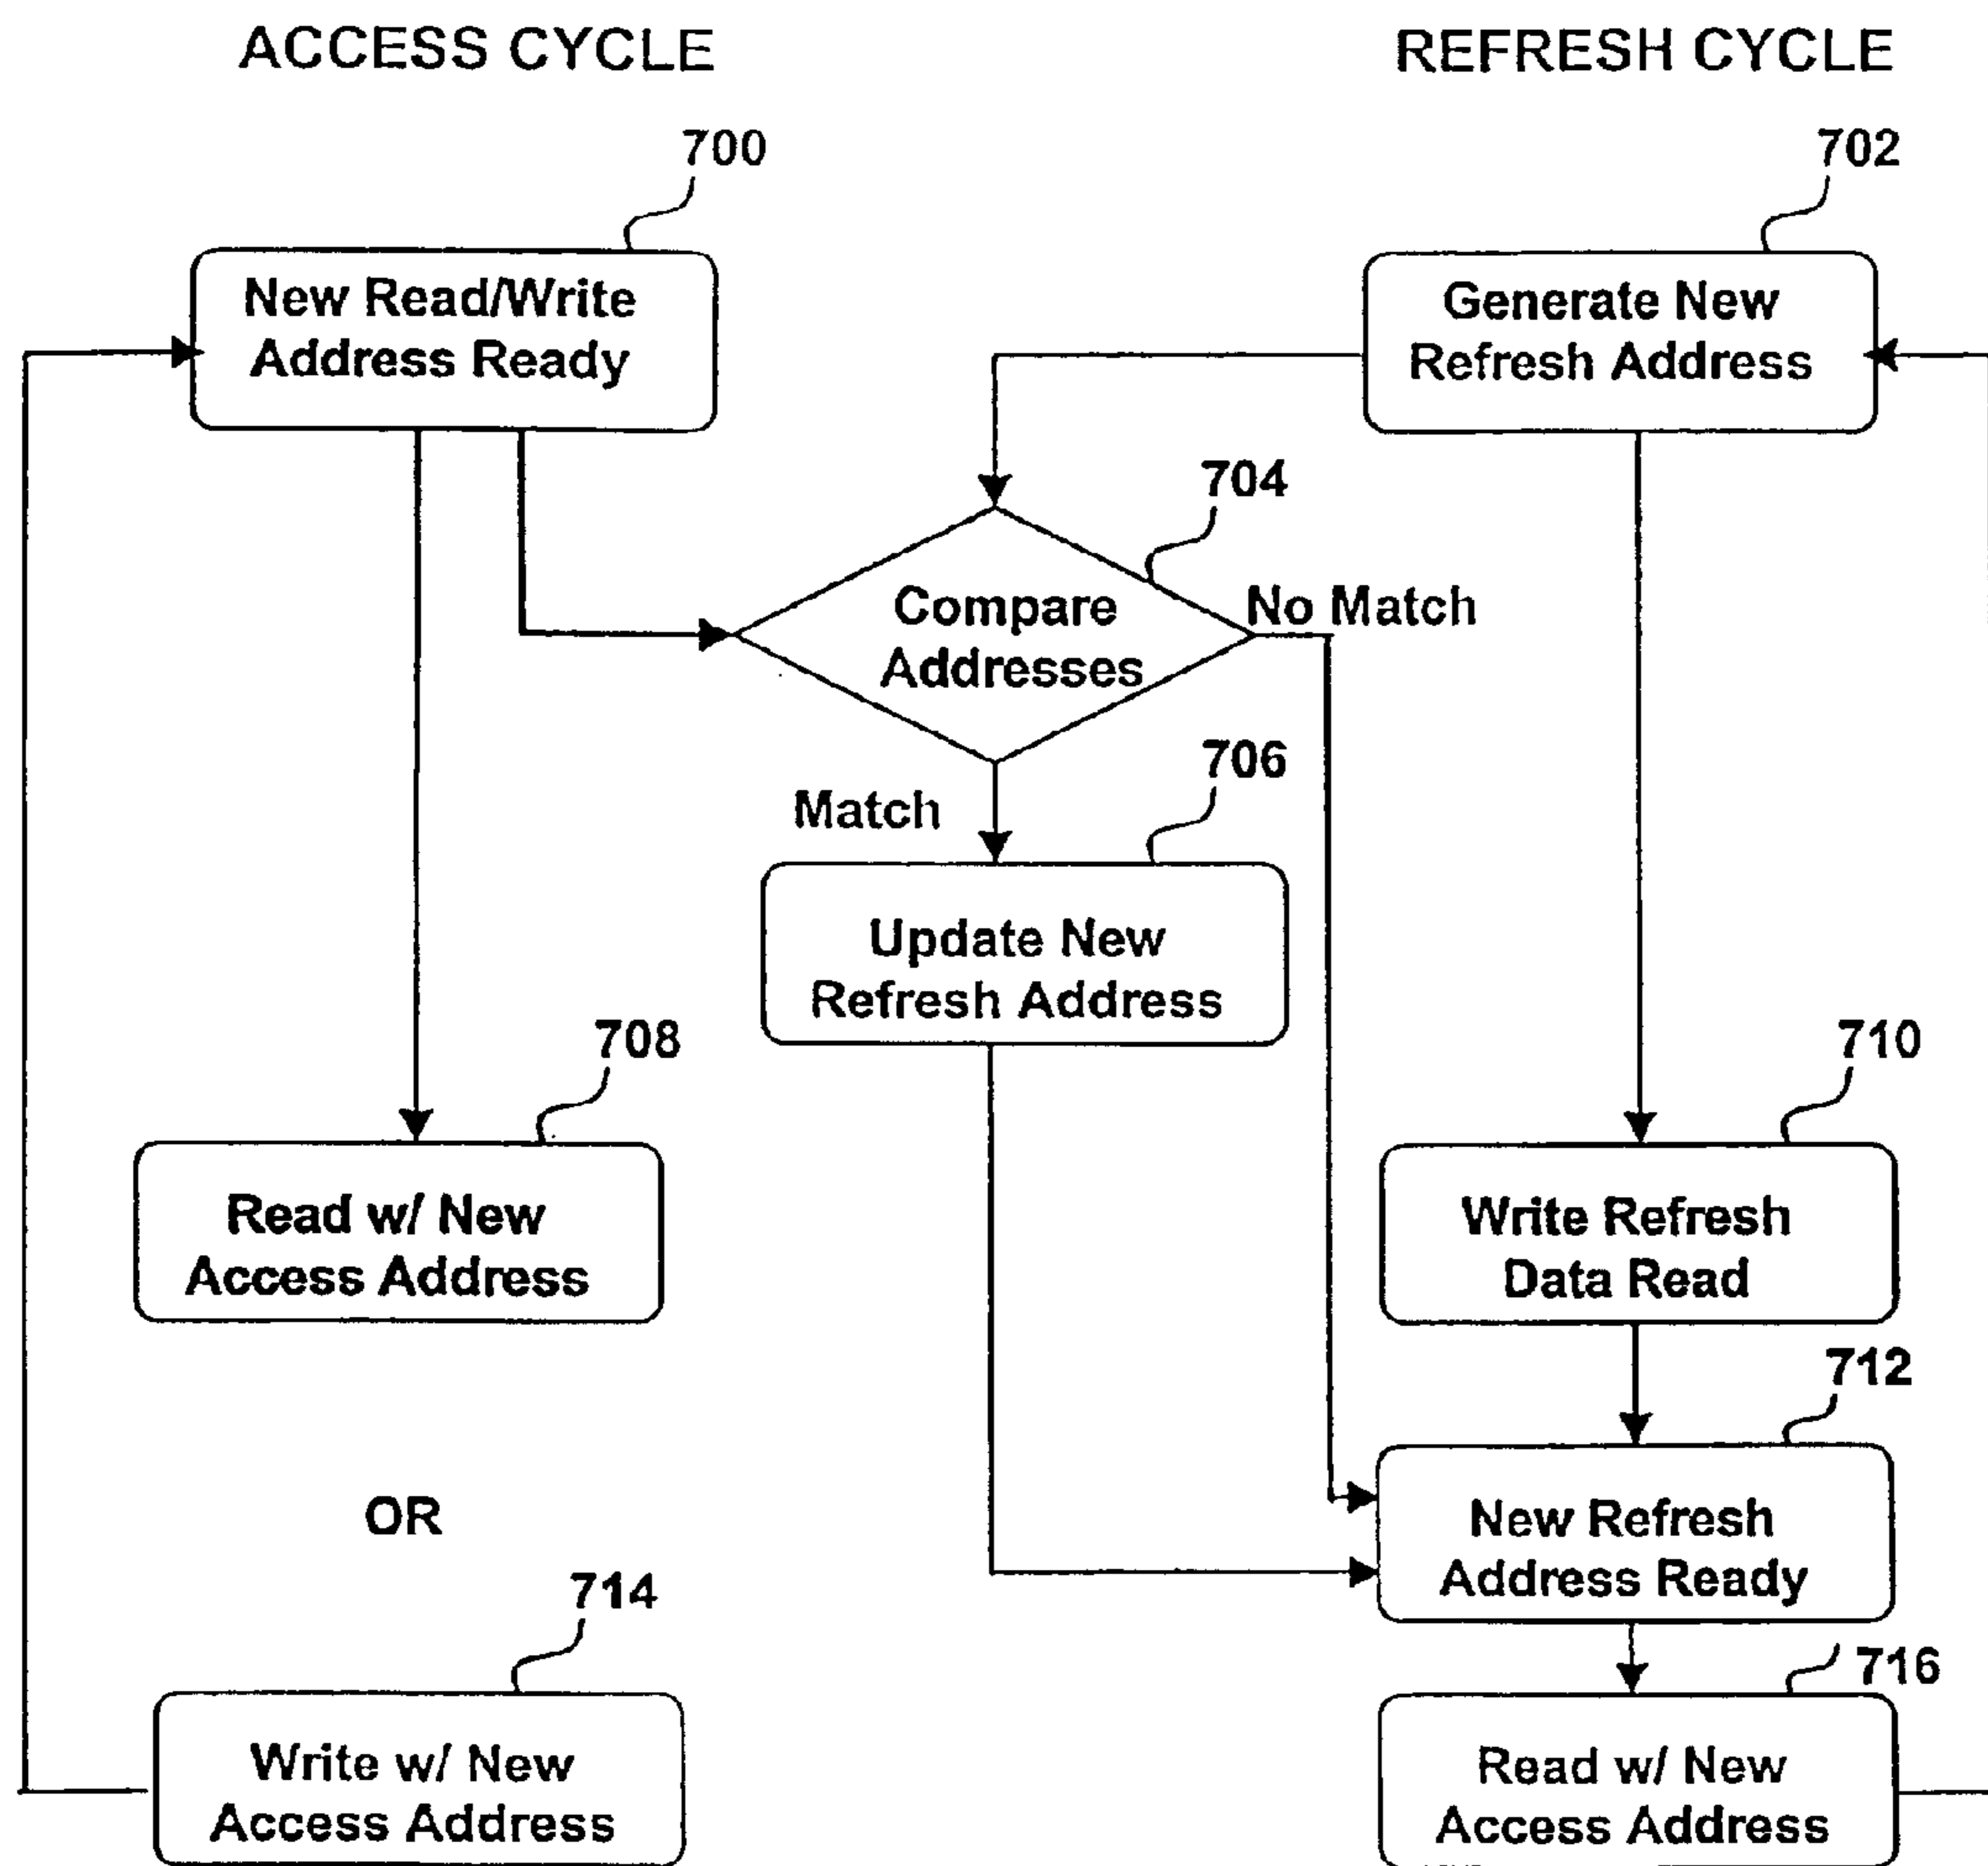 ACCESS CYCLE
REFRESH CYCLE
700
702
New Read/Write
Address Ready
Generate New
Refresh Address
704
Compare
Addresses
No Match
706
Match
Update New
Refresh Address
708
710
Read w/ New
Access Address
Write Refresh
Data Read
712
OR
New Refresh
Address Ready
714
716
Write w/ New
Access Address
Read w/ New
Access Address